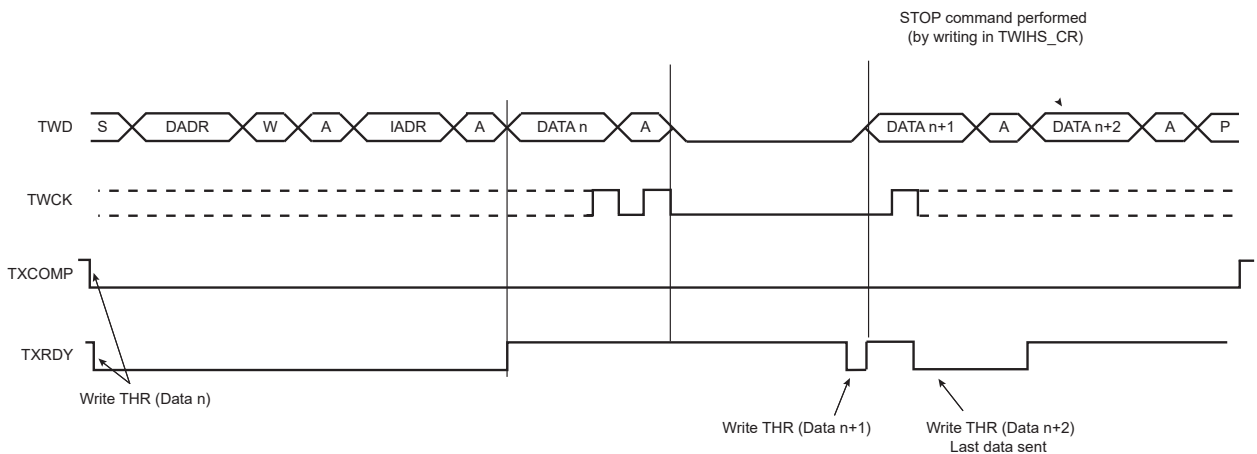 STOP command performed
(by writing in TWIHS_CR)
TWD S DADR W A IADR A DATA n A DATA n+1 A DATA n+2 A P
TWCK
TXCOMP
TXRDY
Write THR (Data n)
Write THR (Data n+1) Write THR (Data n+2)
Last data sent